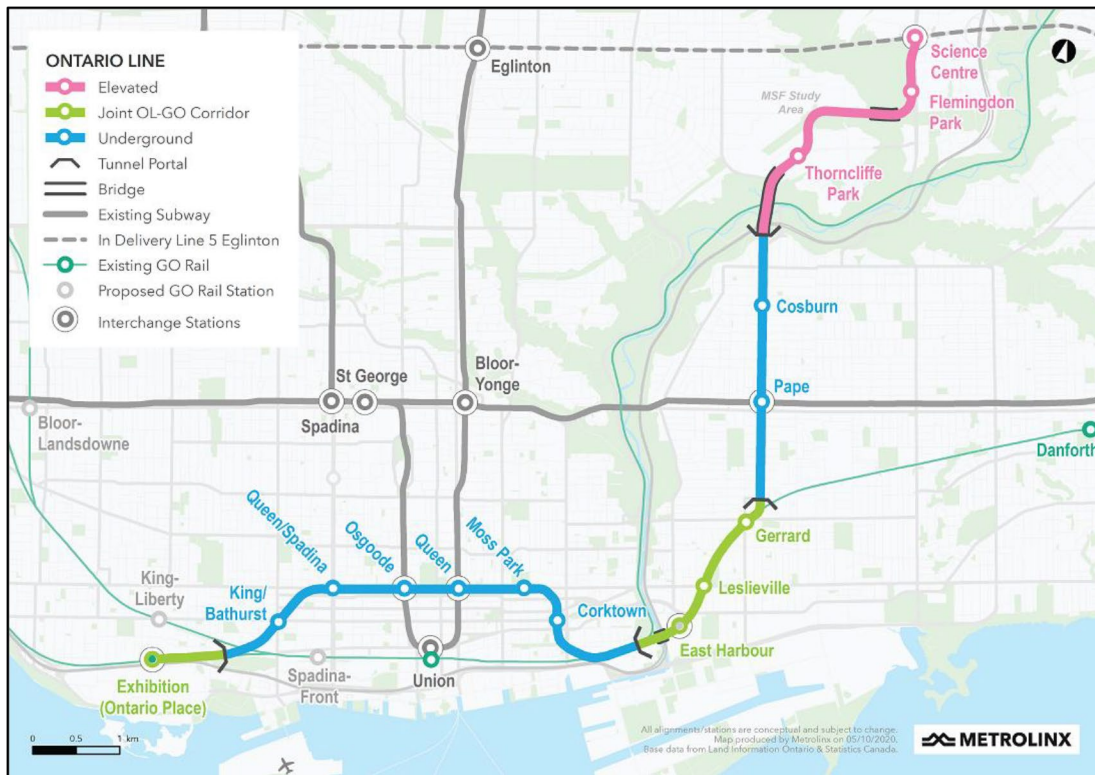 ONTARIO LINE
Elevated
Joint OL-GO Corridor
Underground
Tunnel Portal
Bridge
Existing Subway
In Delivery Line 5 Eglinton
Existing GO Rail
Proposed GO Rail Station
Interchange Stations
Eglinton
Science
Centre
MSF Study
Area
Flemingdon
Park
Thorncliffe
Park
Cosburn
St George
Bloor-
Yonge
Pape
Spadina
Bloor-
Landsdowne
Danforth
Queen/Spadina
Osgoode
Queen
Moss Park
Gerrard
King-
Liberty
King/
Bathurst
Leslieville
Corktown
East Harbour
Exhibition
(Ontario Place)
Spadina-
Front
Union
0 0.5 1 km
All alignments/stations are conceptual and subject to change.
Map produced by Metrolinx on 05/10/2020.
Base data from Land Information Ontario & Statistics Canada.
METROLINX